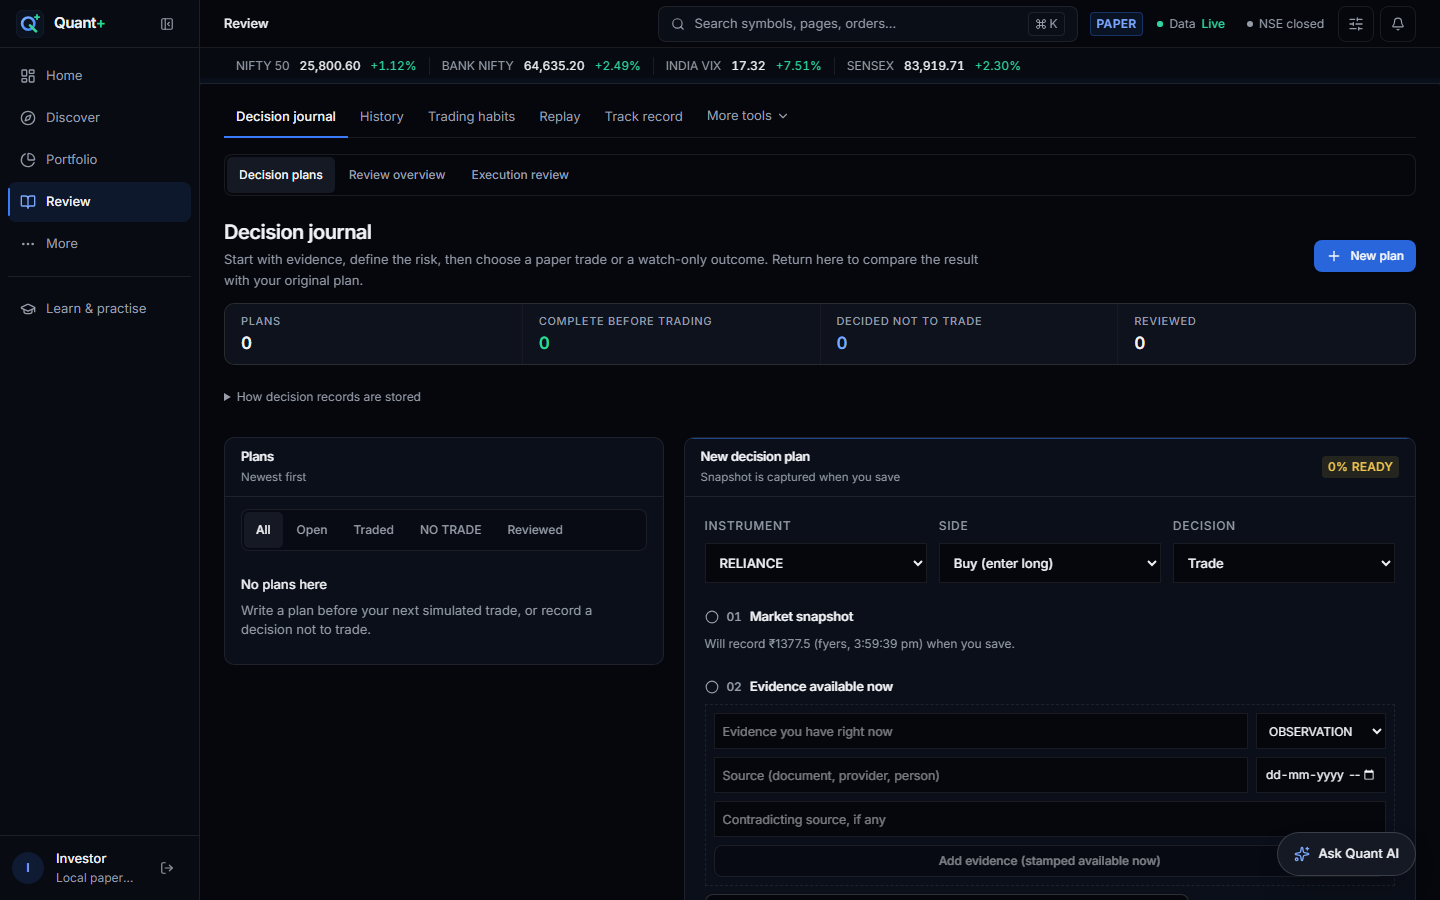 Quant+
Review
Search symbols, pages, orders...
⌘ K
PAPER
Data Live
NSE closed
Home
Discover
Portfolio
Review
More
Learn & practise
NIFTY 50 25,800.60 +1.12%
BANK NIFTY 64,635.20 +2.49%
INDIA VIX 17.32 +7.51%
SENSEX 83,919.71 +2.30%
Decision journal
History
Trading habits
Replay
Track record
More tools
Decision plans
Review overview
Execution review
Decision journal
Start with evidence, define the risk, then choose a paper trade or a watch-only outcome. Return here to compare the result
with your original plan.
New plan
PLANS
0
COMPLETE BEFORE TRADING
0
DECIDED NOT TO TRADE
0
REVIEWED
0
How decision records are stored
Plans
Newest first
All
Open
Traded
NO TRADE
Reviewed
No plans here
Write a plan before your next simulated trade, or record a
decision not to trade.
New decision plan
Snapshot is captured when you save
0% READY
INSTRUMENT
RELIANCE
SIDE
Buy (enter long)
DECISION
Trade
01 Market snapshot
Will record ₹1377.5 (fyers, 3:59:39 pm) when you save.
02 Evidence available now
Evidence you have right now
OBSERVATION
Source (document, provider, person)
dd-mm-yyyy --
Contradicting source, if any
Add evidence (stamped available now)
Ask Quant AI
I
Investor
Local paper...